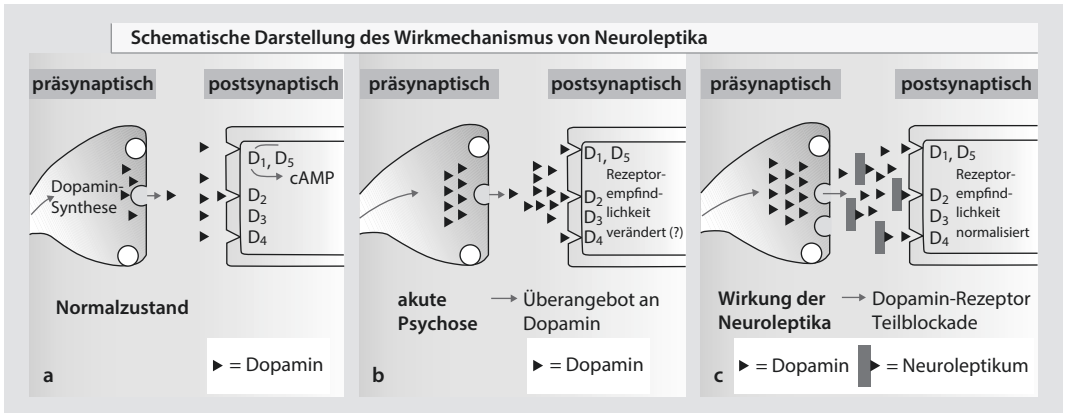 Schematische Darstellung des Wirkmechanismus von Neuroleptika
präsynaptisch
postsynaptisch
Dopamin-
Synthese
D1, D5
cAMP
D2
D3
D4
Normalzustand
= Dopamin
a
präsynaptisch
postsynaptisch
D1, D5
Rezeptor-
D2 empfind-
lichkeit
D3
D4 verändert (?)
akute
Psychose
Überangebot an
Dopamin
= Dopamin
b
präsynaptisch
postsynaptisch
D1, D5
Rezeptor-
D2 empfind-
lichkeit
D3
D4 normalisiert
Wirkung der
Neuroleptika
Dopamin-Rezeptor
Teilblockade
c
= Dopamin
= Neuroleptikum